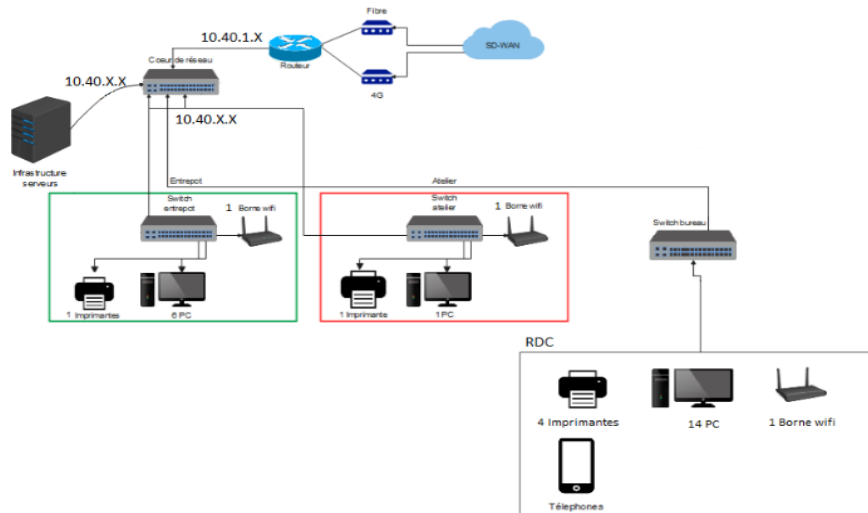 Fibre
10.40.1.X
SD-WAN
Coeur de réseau
Routeur
10.40.X.X
4G
10.40.X.X
Infrastructure
serveurs
Entrepot
Atelier
Switch
entrepot
1 Borne wifi
Switch
atelier
1 Borne wifi
Switch bureau
1 Imprimantes
6 PC
1 Imprimante
1 PC
RDC
4 Imprimantes
14 PC
1 Borne wifi
Télephones